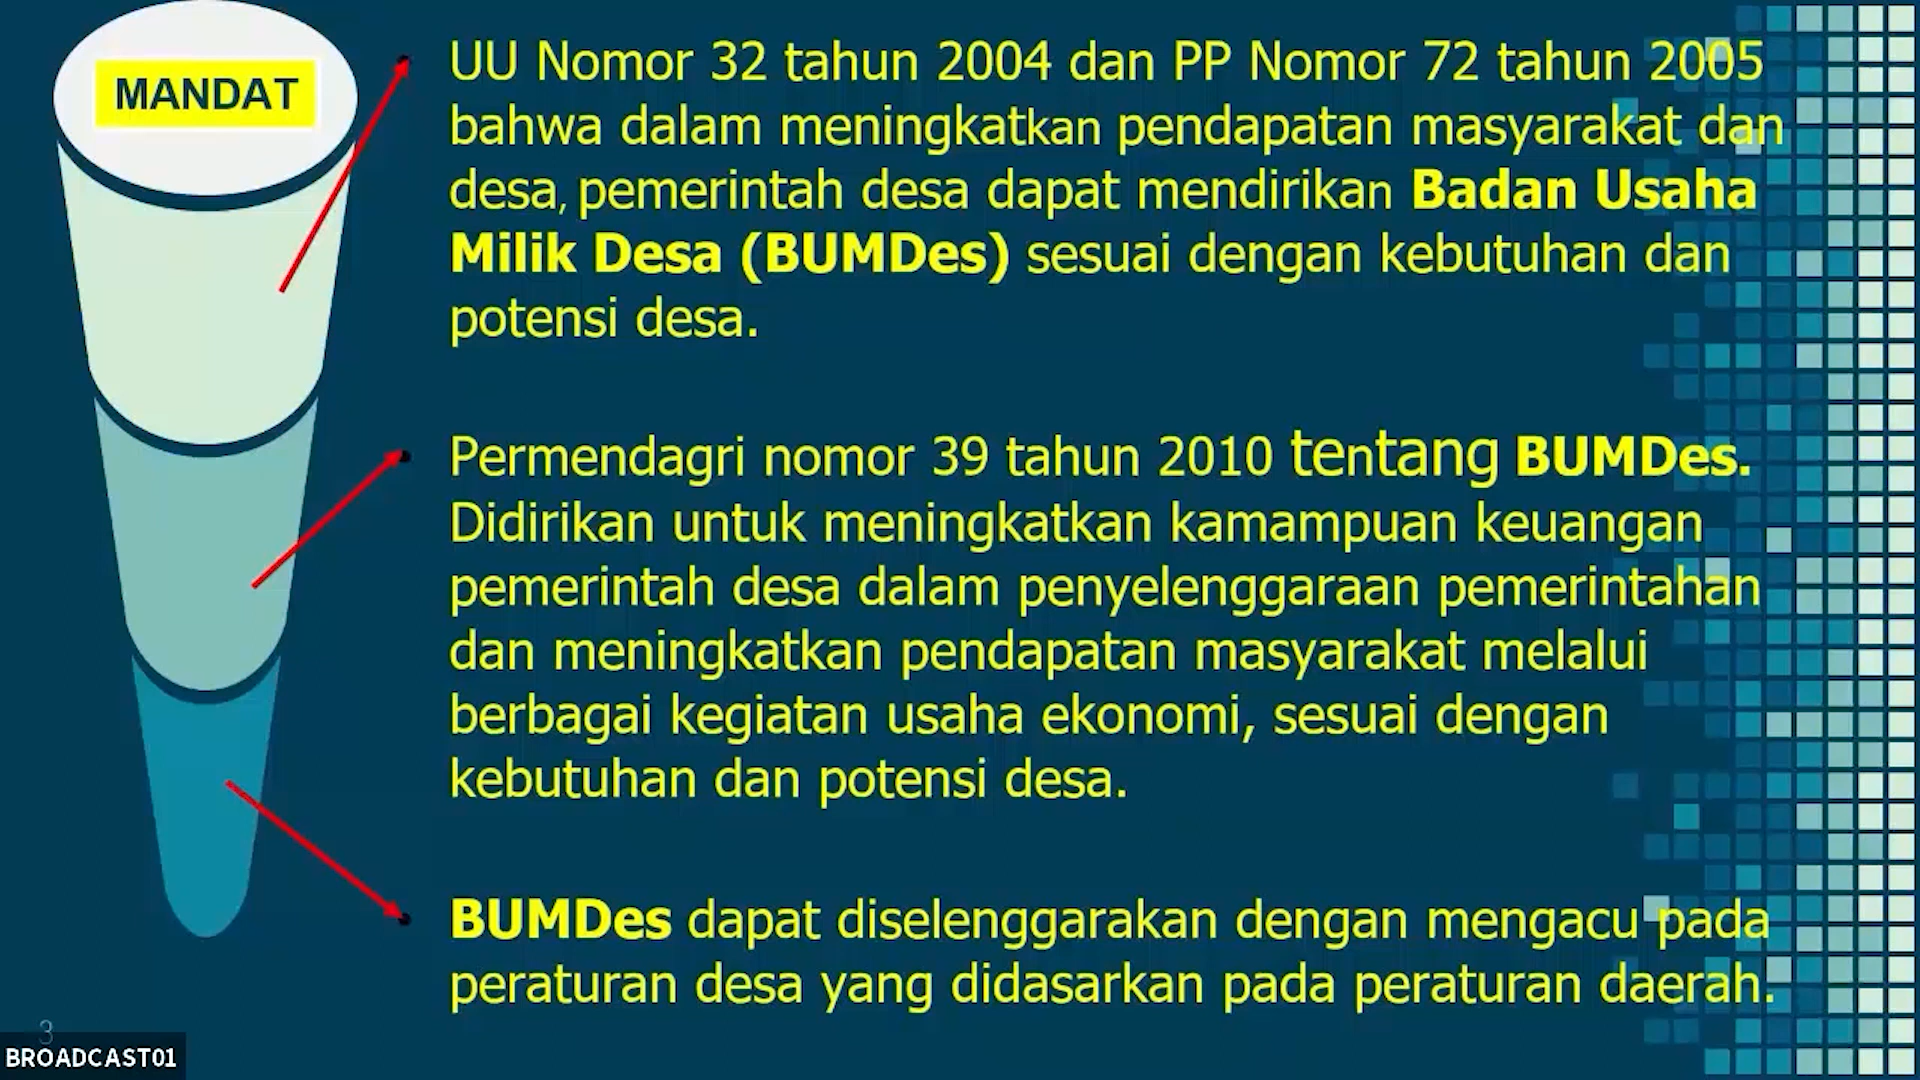 MANDAT
UU Nomor 32 tahun 2004 dan PP Nomor 72 tahun 2005
bahwa dalam meningkatkan pendapatan masyarakat dan
desa, pemerintah desa dapat mendirikan Badan Usaha
Milik Desa (BUMDes) sesuai dengan kebutuhan dan
potensi desa.
Permendagri nomor 39 tahun 2010 tentang BUMDes.
Didirikan untuk meningkatkan kamampuan keuangan
pemerintah desa dalam penyelenggaraan pemerintahan
dan meningkatkan pendapatan masyarakat melalui
berbagai kegiatan usaha ekonomi, sesuai dengan
kebutuhan dan potensi desa.
BUMDes dapat diselenggarakan dengan mengacu pada
peraturan desa yang didasarkan pada peraturan daerah.
3
BROADCAST01